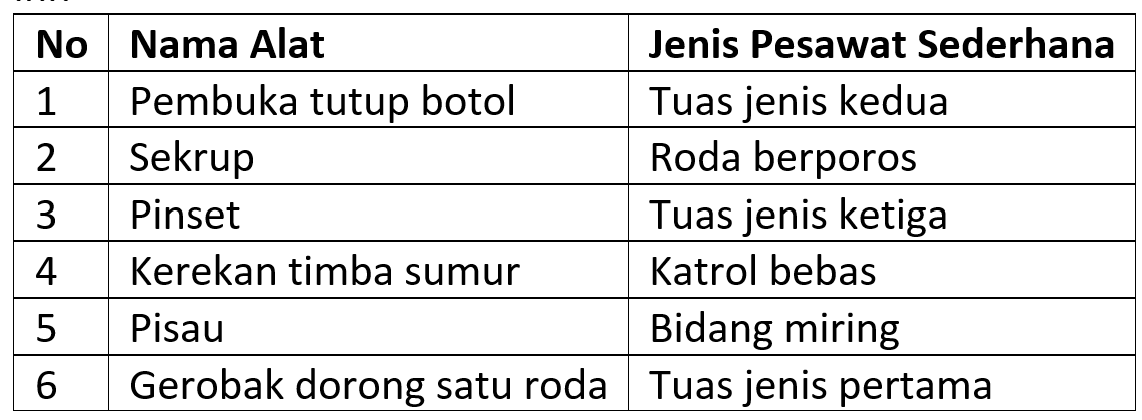 No Nama Alat Jenis Pesawat Sederhana
1 Pembuka tutup botol Tuas jenis kedua
2 Sekrup Roda berporos
3 Pinset Tuas jenis ketiga
4 Kerekan timba sumur Katrol bebas
5 Pisau Bidang miring
6 Gerobak dorong satu roda Tuas jenis pertama